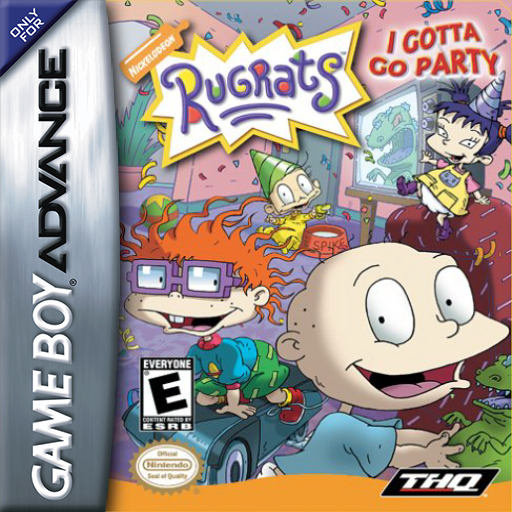 ONLY
FOR
GAME BOY ADVANCE
NICKELODEON
RUGRATS
I GOTTA
GO PARTY
SPIKE
EVERYONE
E
CONTENT RATED BY
ESRB
Official
Nintendo
Seal of Quality
THQ